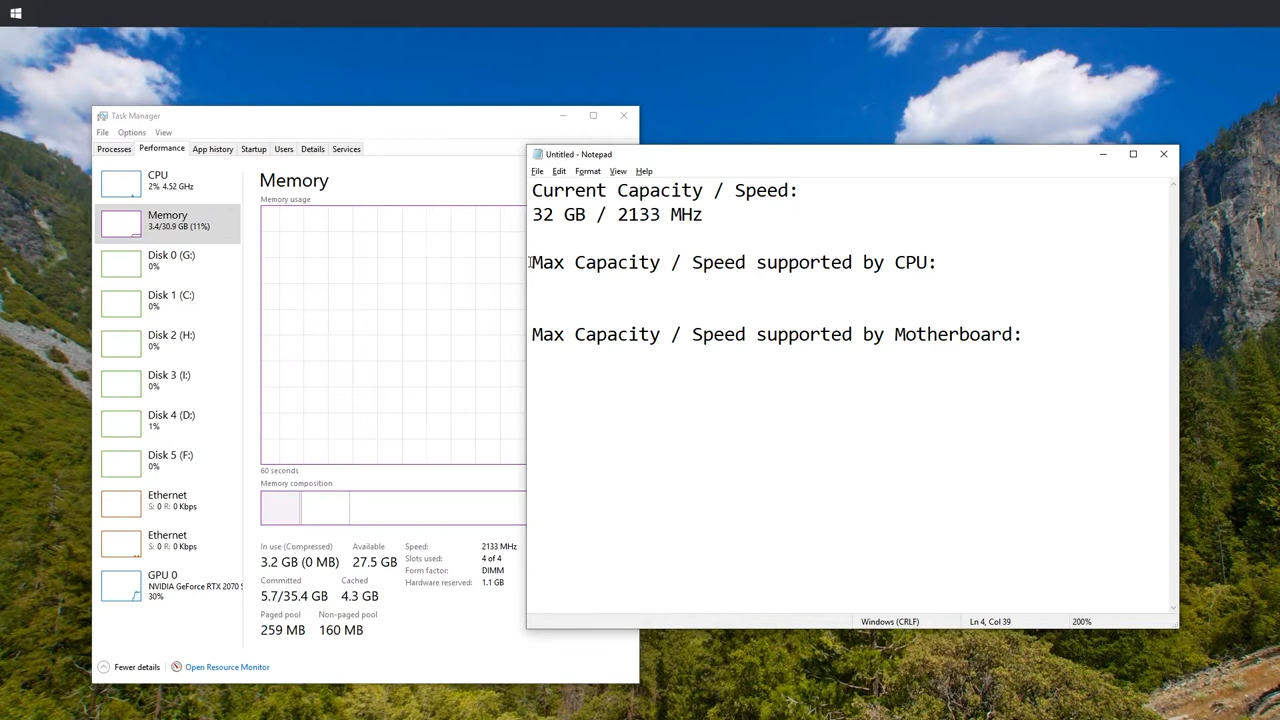 Task Manager
File Options View
Processes Performance App history Startup Users Details Services
CPU
2% 4.52 GHz
Memory
3.4/30.9 GB (11%)
Disk 0 (G:)
0%
Disk 1 (C:)
0%
Disk 2 (H:)
0%
Disk 3 (I:)
0%
Disk 4 (D:)
1%
Disk 5 (F:)
0%
Ethernet
S: 0 R: 0 Kbps
Ethernet
S: 0 R: 0 Kbps
GPU 0
NVIDIA GeForce RTX 2070 S
30%
Memory
Memory usage
60 seconds
Memory composition
In use (Compressed) Available
3.2 GB (0 MB) 27.5 GB
Committed Cached
5.7/35.4 GB 4.3 GB
Paged pool Non-paged pool
259 MB 160 MB
Speed: 2133 MHz
Slots used: 4 of 4
Form factor: DIMM
Hardware reserved: 1.1 GB
Fewer details Open Resource Monitor
Untitled - Notepad
File Edit Format View Help
Current Capacity / Speed:
32 GB / 2133 MHz
Max Capacity / Speed supported by CPU:
Max Capacity / Speed supported by Motherboard:
Windows (CRLF) Ln 4, Col 39 200%